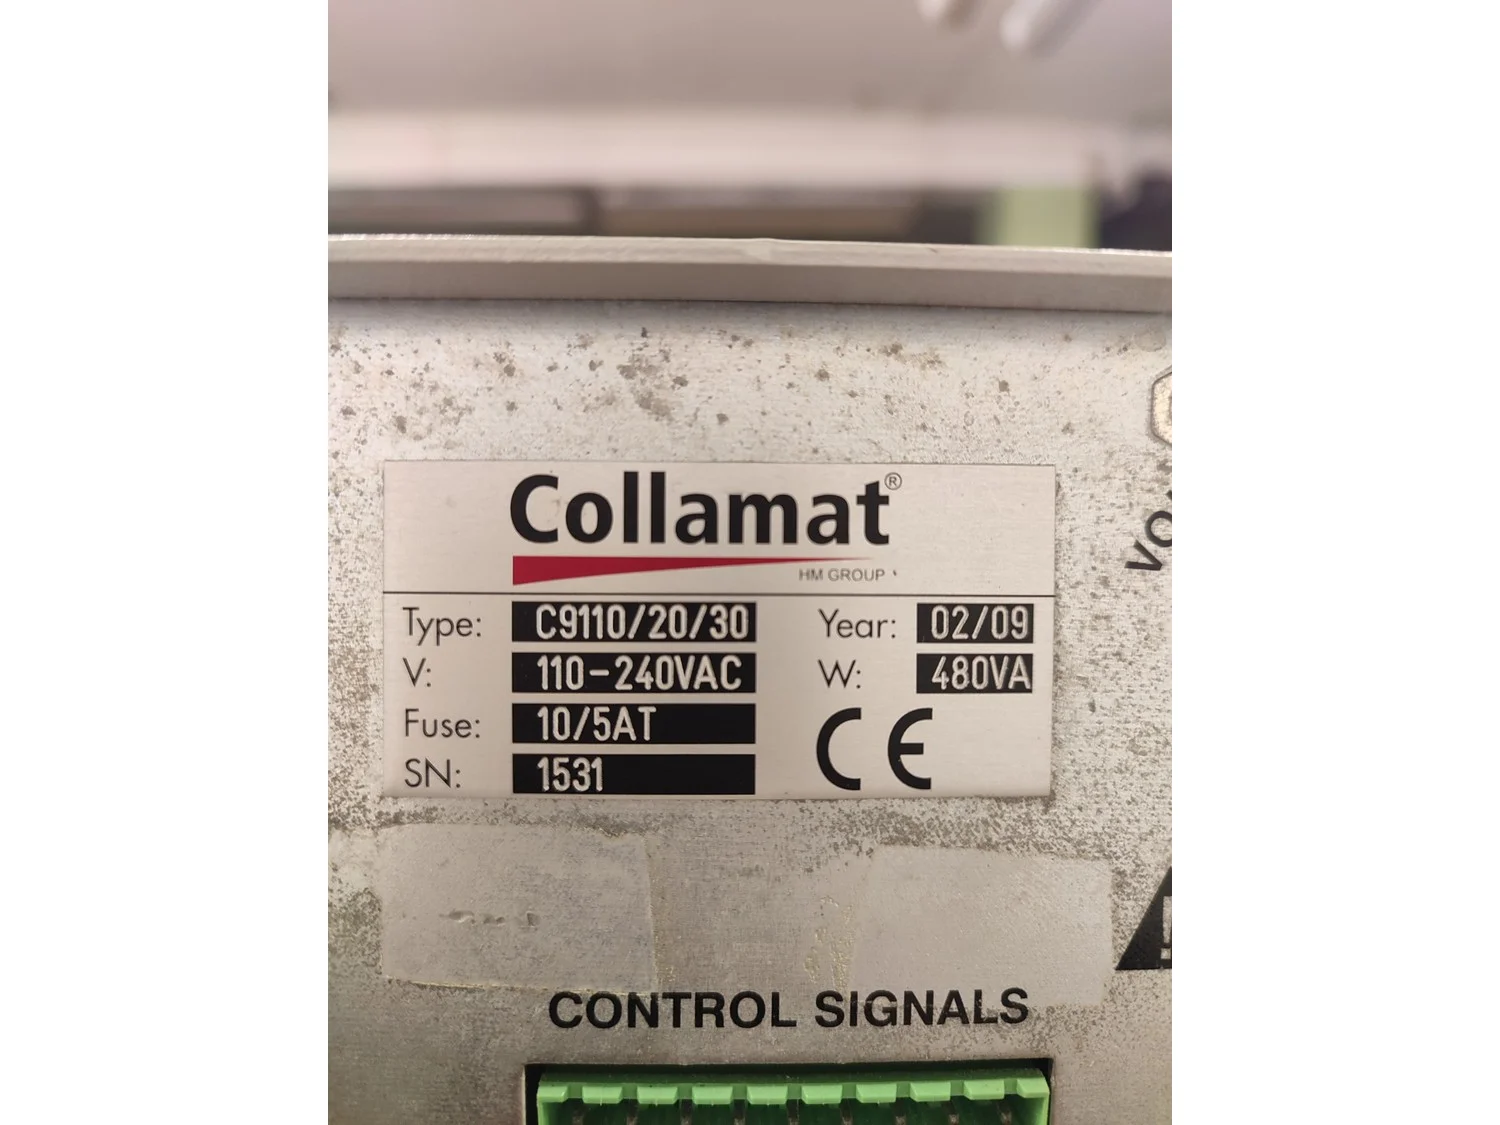 Collamat®
HM GROUP
Type: C9110/20/30 Year: 02/09
V: 110-240VAC W: 480VA
Fuse: 10/5AT
SN: 1531
CE
CONTROL SIGNALS